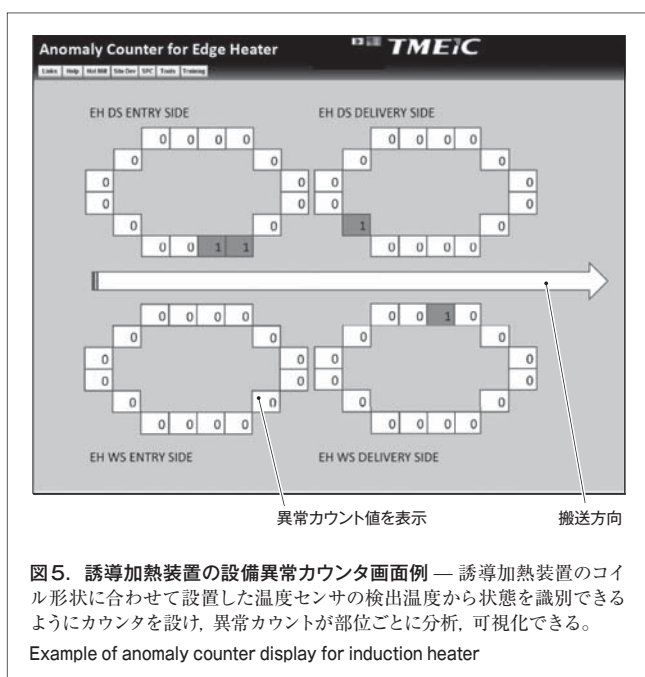 Anomaly Counter for Edge Heater
TMEiC
Links Help Hot Mill Site Dev SPC Tools Training
EH DS ENTRY SIDE EH DS DELIVERY SIDE
0 0 0 0 0 0 0 0
0 0 0 0
0 0 0 0
0 0 0 0
0 0 1 0
0 0 1 1 0 0 0 0
0 0 0 0 0 0 1 0
0 0 0 0
0 0 0 0
0 0 0 0
0 0 0 0
0 0 0 0 0 0 0 0
EH WS ENTRY SIDE EH WS DELIVERY SIDE
異常カウント値を表示 搬送方向
図5. 誘導加熱装置の設備異常カウンタ画面例 — 誘導加熱装置のコイ
ル形状に合わせて設置した温度センサの検出温度から状態を識別できる
ようにカウンタを設け, 異常カウントが部位ごとに分析, 可視化できる。
Example of anomaly counter display for induction heater